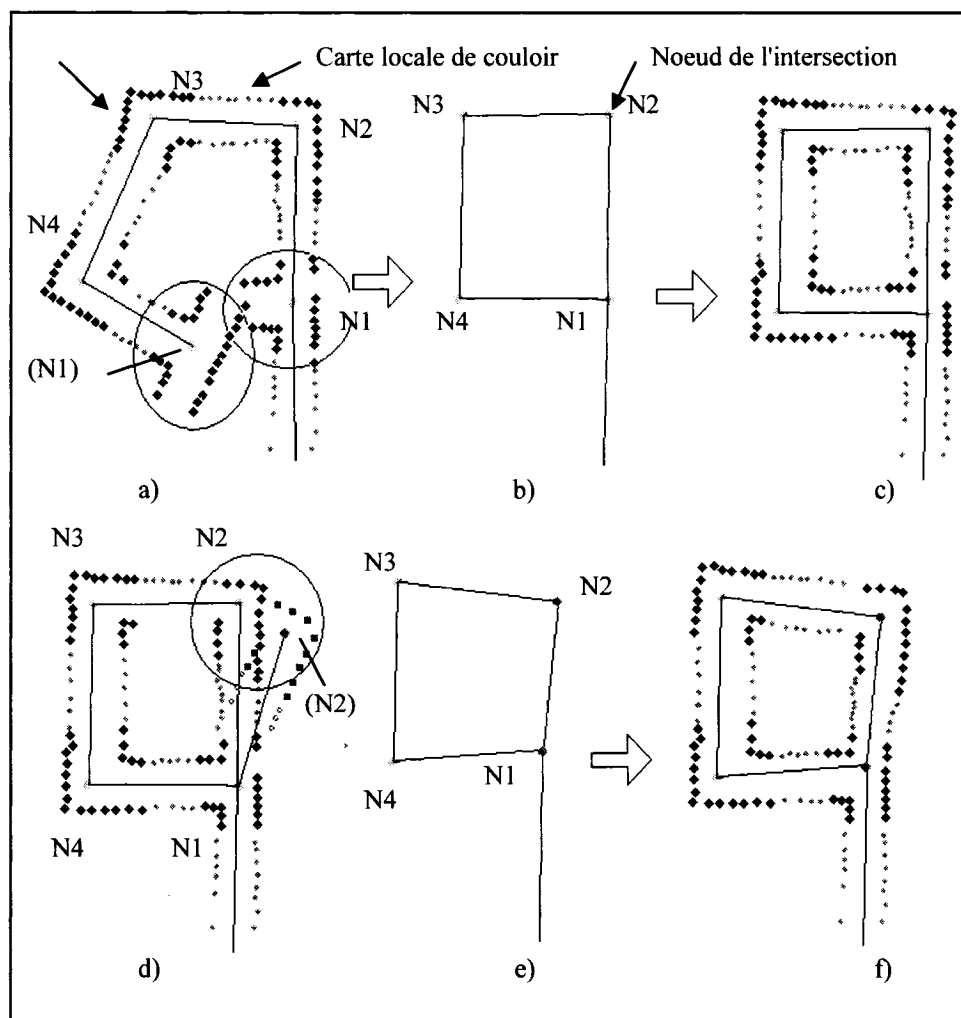 Carte locale de couloir
Noeud de l'intersection
N3
N2
N4
N1
(N1)
a)
N3
N2
N4
N1
b)
c)
N3
N2
(N2)
N4
N1
d)
N3
N2
N1
N4
e)
f)